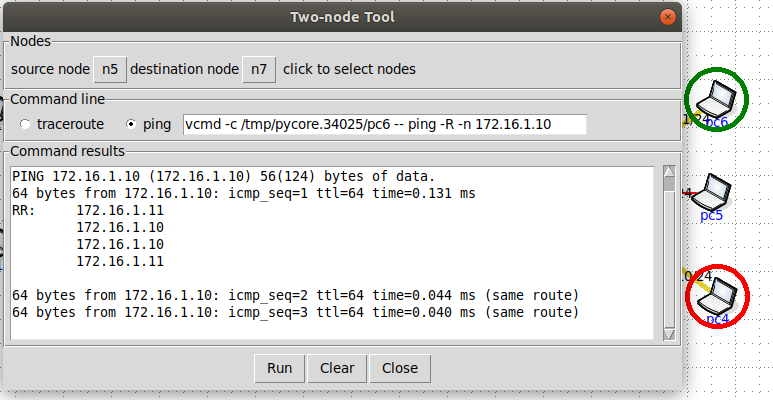 Two-node Tool
Nodes
source node n5 destination node n7 click to select nodes
Command line
traceroute ping vcmd -c /tmp/pycore.34025/pc6 -- ping -R -n 172.16.1.10
Command results
PING 172.16.1.10 (172.16.1.10) 56(124) bytes of data.
64 bytes from 172.16.1.10: icmp_seq=1 ttl=64 time=0.131 ms
RR: 172.16.1.11
172.16.1.10
172.16.1.10
172.16.1.11
64 bytes from 172.16.1.10: icmp_seq=2 ttl=64 time=0.044 ms (same route)
64 bytes from 172.16.1.10: icmp_seq=3 ttl=64 time=0.040 ms (same route)
Run Clear Close
pc6
pc5
pc4